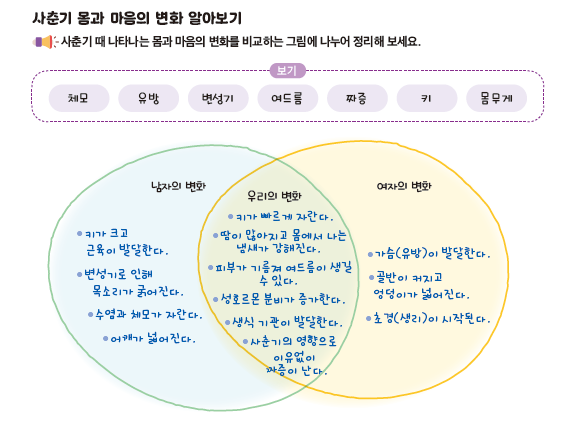 사춘기 몸과 마음의 변화 알아보기
사춘기 때 나타나는 몸과 마음의 변화를 비교하는 그림에 나누어 정리해 보세요.
보기
체모 유방 변성기 여드름 짜증 키 몸무게
남자의 변화
키가 크고
근육이 발달한다.
변성기로 인해
목소리가 굵어진다.
수염과 체모가 자란다.
어깨가 넓어진다.
우리의 변화
키가 빠르게 자란다.
땀이 많아지고 몸에서 나는
냄새가 강해진다.
피부가 기름져 여드름이 생길
수 있다.
성호르몬 분비가 증가한다.
생식 기관이 발달한다.
사춘기의 영향으로
이유없이
짜증이 난다.
여자의 변화
가슴(유방)이 발달한다.
골반이 커지고
엉덩이가 넓어진다.
초경(생리)이 시작된다.